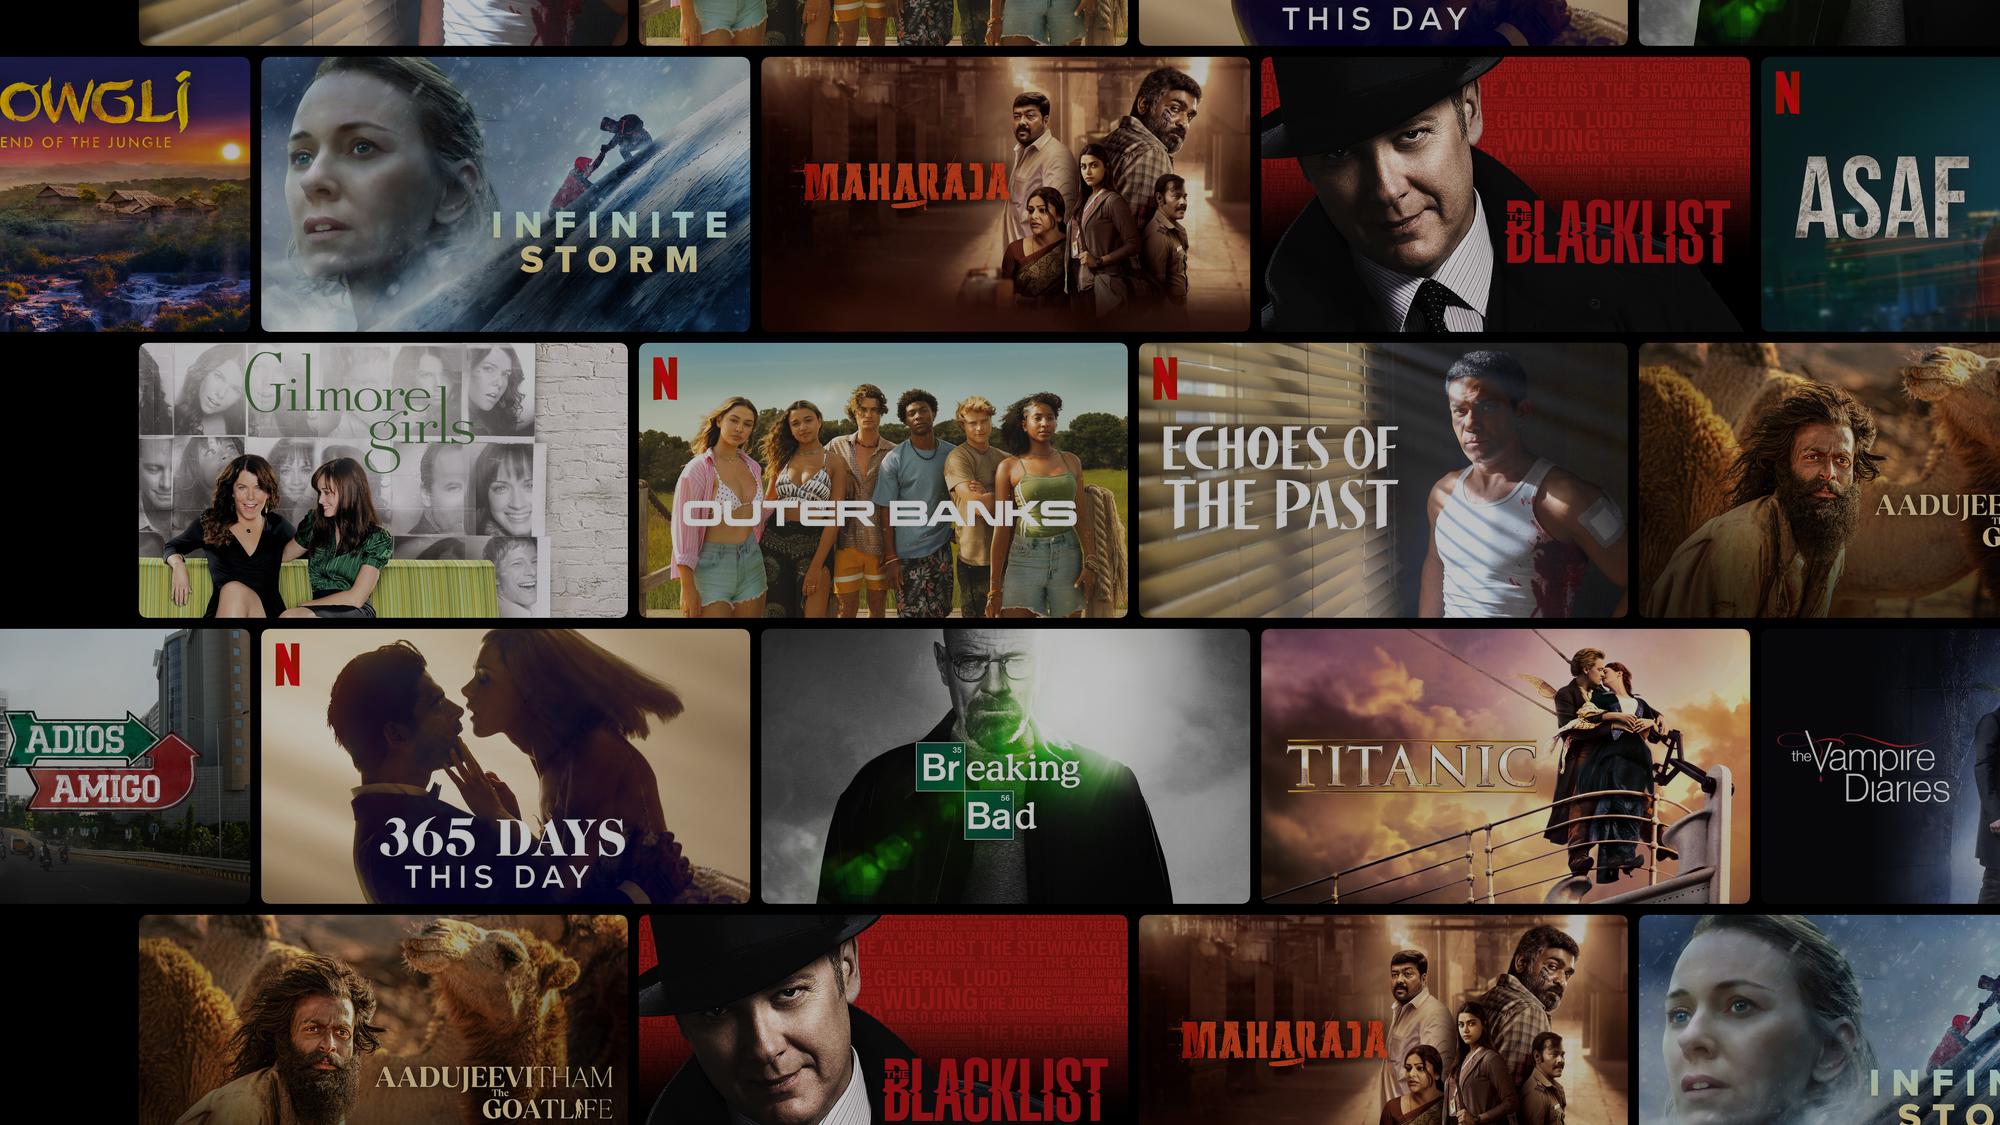 THIS DAY
OWGLI
END OF THE JUNGLE
INFINITE
STORM
MAHARAJA
THE ALCHEMIST THE STEWMAKER
GENERAL LUDD
WUJING
THE JUDGE
ANSLO GARRICK
THE FREELANCER
THE
BLACKLIST
N
ASAF
Gilmore
girls
N
OUTER BANKS
N
ECHOES OF
THE PAST
AADUJEE
G
ADIOS
AMIGO
N
365 DAYS
THIS DAY
35
Breaking
56
Bad
TITANIC
the Vampire
Diaries
AADUJEEVITHAM
The
GOATLIFE
THE ALCHEMIST THE STEWMAKER
GENERAL LUDD
WUJING
THE JUDGE
ANSLO GARRICK
THE
BLACKLIST
MAHARAJA
INFIN
STO